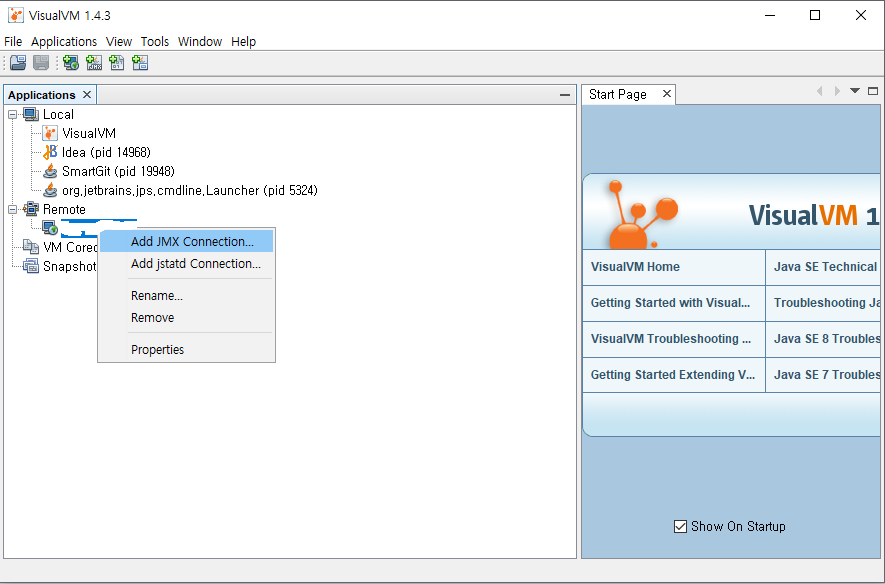 VisualVM 1.4.3
File Applications View Tools Window Help
Applications
Start Page
Local
VisualVM
Idea (pid 14968)
SmartGit (pid 19948)
org.jetbrains.jps.cmdline.Launcher (pid 5324)
Remote
VM Cored
Snapshot
Add JMX Connection...
Add jstatd Connection...
Rename...
Remove
Properties
VisualVM 1
VisualVM Home
Java SE Technical
Getting Started with Visual...
Troubleshooting Ja
VisualVM Troubleshooting ...
Java SE 8 Troubles
Getting Started Extending V...
Java SE 7 Troubles
Show On Startup